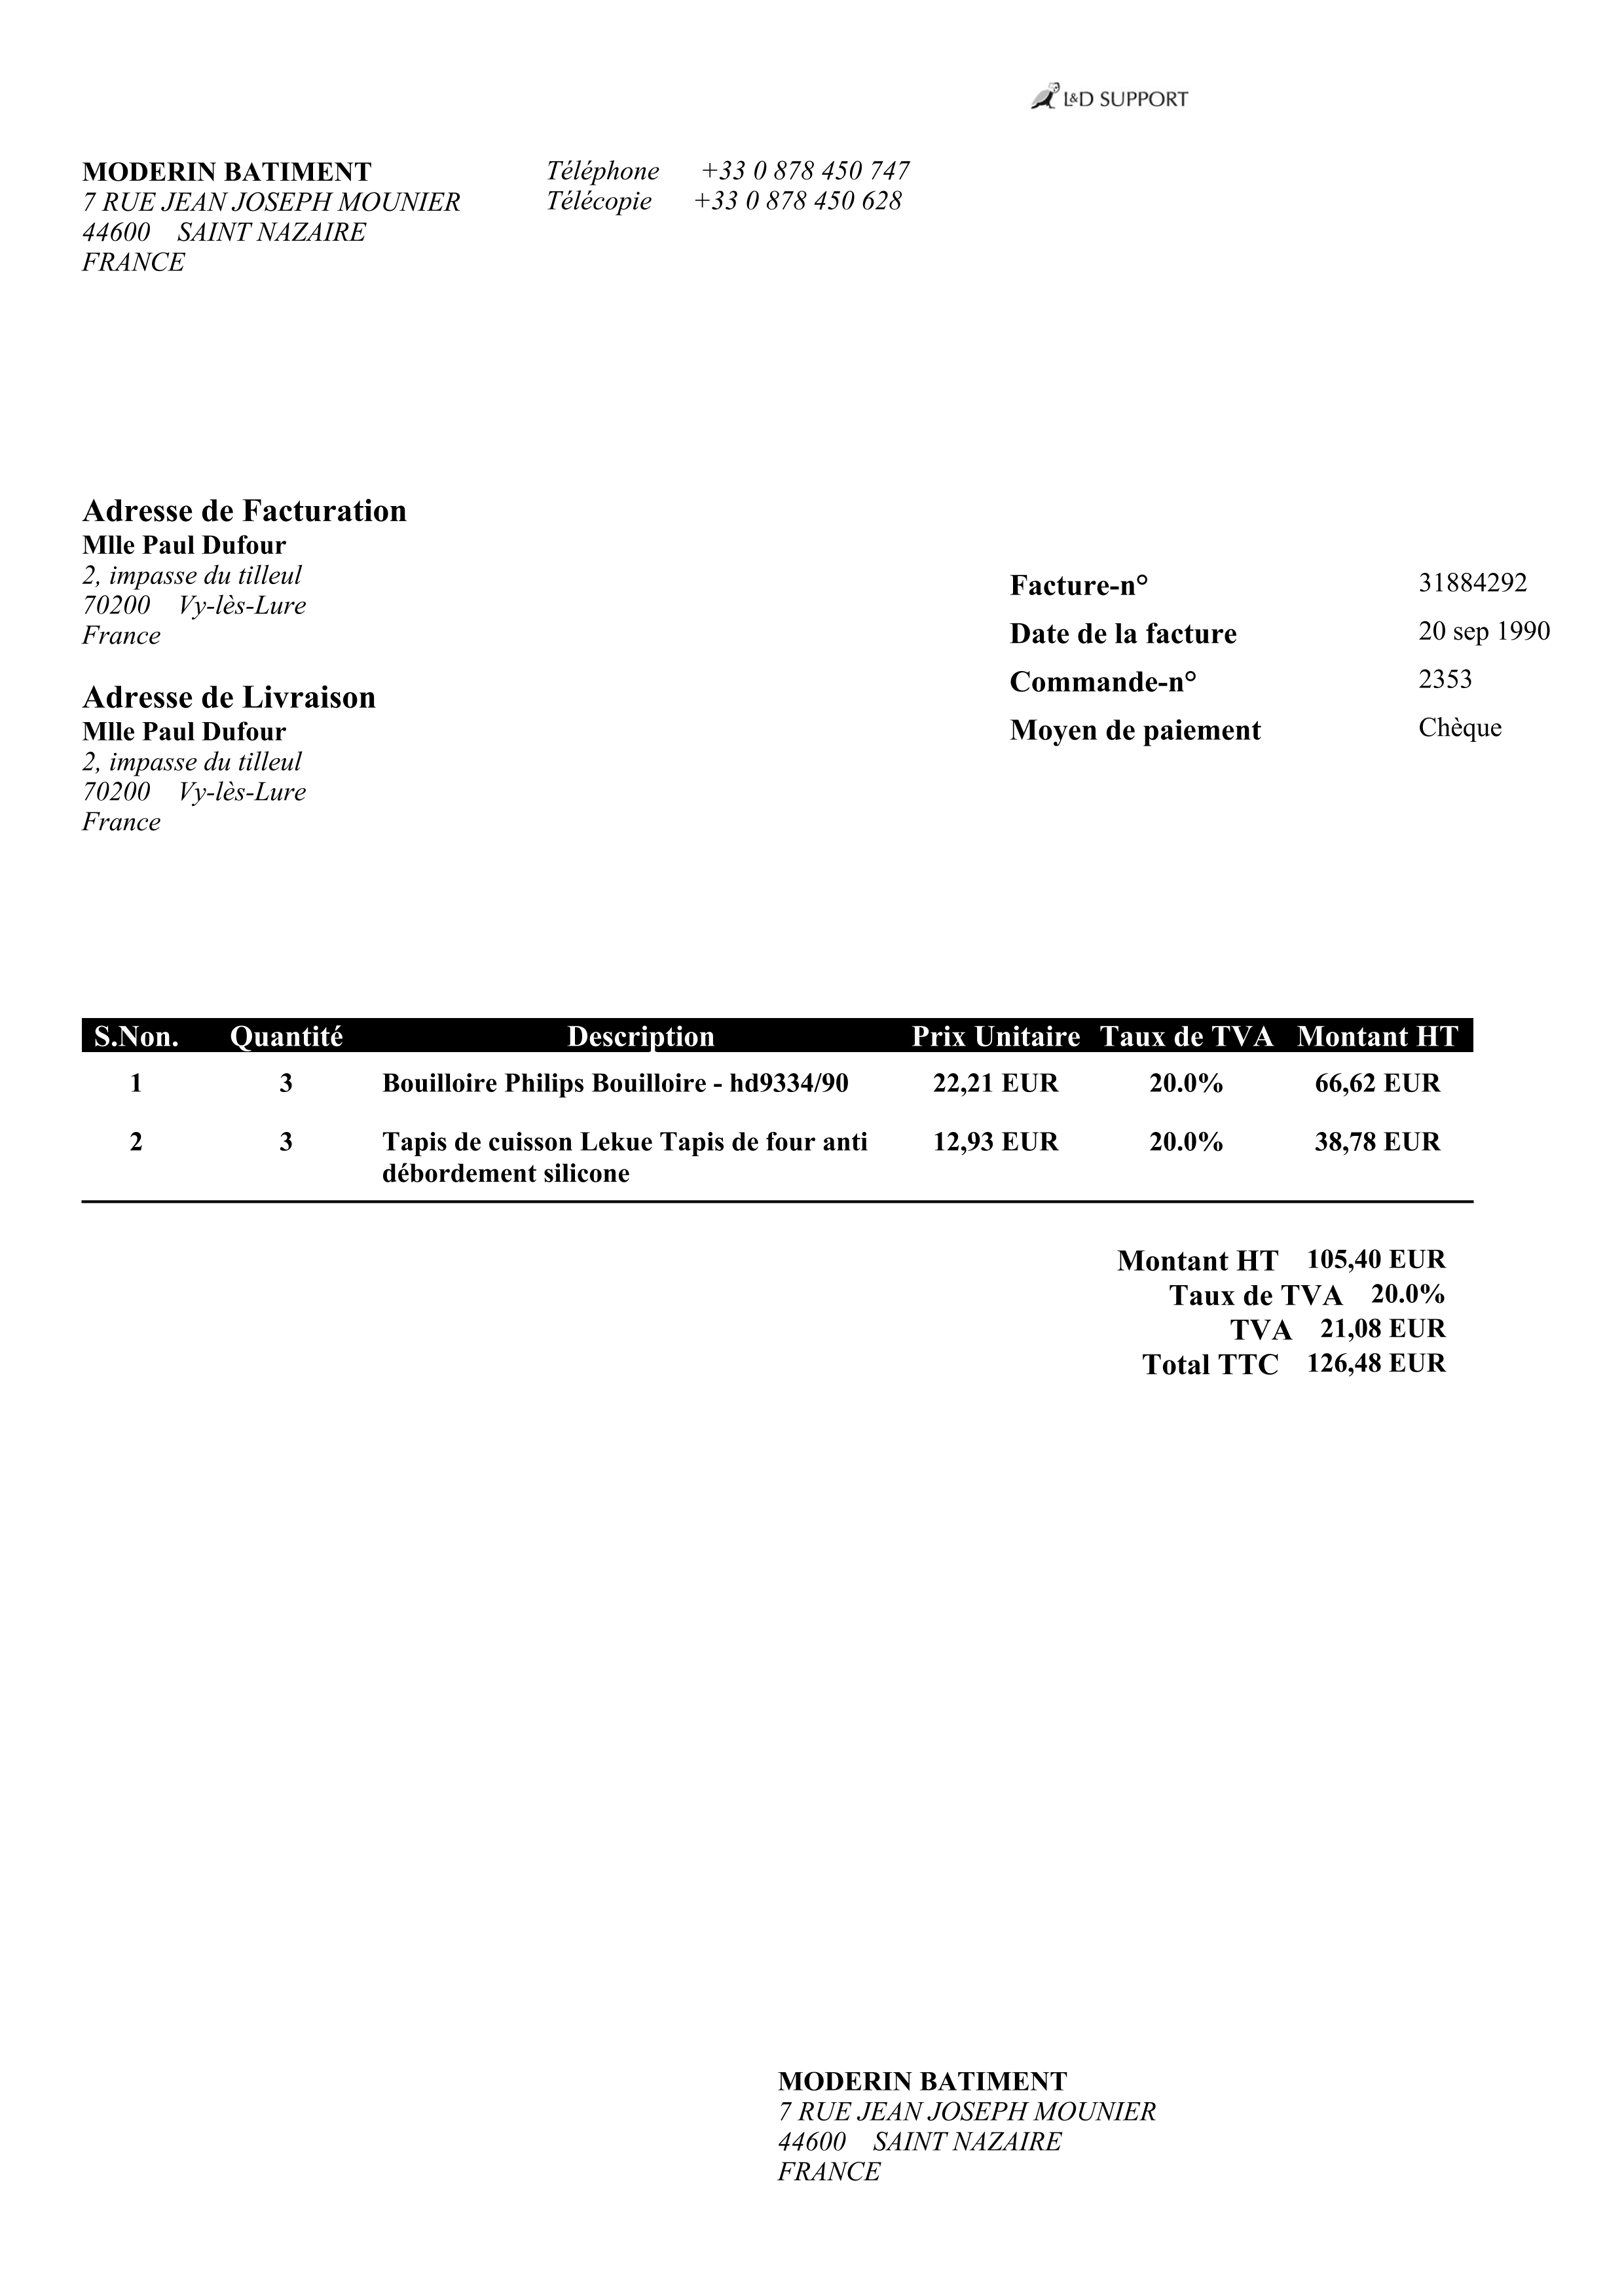 L&D SUPPORT
MODERIN BATIMENT
7 RUE JEAN JOSEPH MOUNIER
44600 SAINT NAZAIRE
FRANCE
Téléphone +33 0 878 450 747
Télécopie +33 0 878 450 628
Adresse de Facturation
Mlle Paul Dufour
2, impasse du tilleul
70200 Vy-lès-Lure
France
Adresse de Livraison
Mlle Paul Dufour
2, impasse du tilleul
70200 Vy-lès-Lure
France
Facture-n° 31884292
Date de la facture 20 sep 1990
Commande-n° 2353
Moyen de paiement Chèque
S.Non. Quantité Description Prix Unitaire Taux de TVA Montant HT
1 3 Bouilloire Philips Bouilloire - hd9334/90 22,21 EUR 20.0% 66,62 EUR
2 3 Tapis de cuisson Lekue Tapis de four anti 12,93 EUR 20.0% 38,78 EUR
débordement silicone
Montant HT 105,40 EUR
Taux de TVA 20.0%
TVA 21,08 EUR
Total TTC 126,48 EUR
MODERIN BATIMENT
7 RUE JEAN JOSEPH MOUNIER
44600 SAINT NAZAIRE
FRANCE